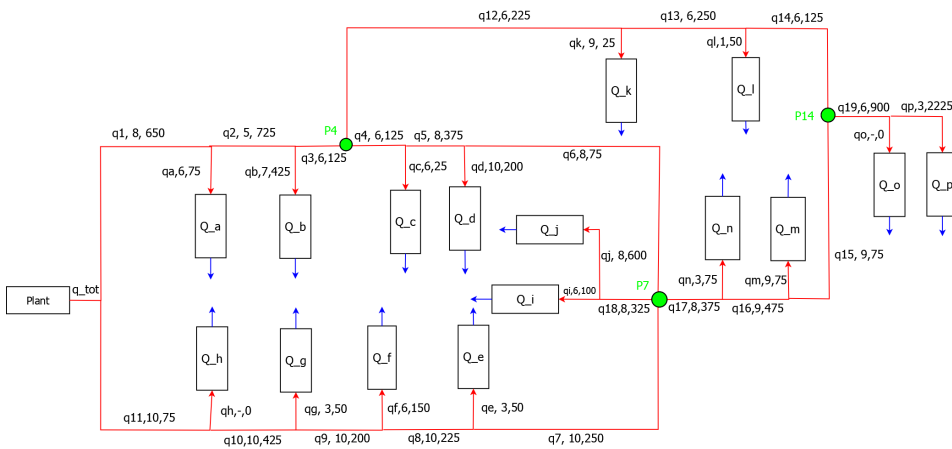 q12,6,225
q13, 6,250
q14,6,125
qk, 9, 25
ql,1,50
Q_k
Q_l
P14
q19,6,900
qp,3,2225
qo,-,0
q1, 8, 650
q2, 5, 725
P4
q4, 6,125
q5, 8,375
q3,6,125
q6,8,75
qa,6,75
qb,7,425
qc,6,25
qd,10,200
Q_o
Q_p
Q_a
Q_b
Q_c
Q_d
Q_j
Q_n
Q_m
q15, 9,75
qj, 8,600
qn,3,75
qm,9,75
q_tot
Plant
Q_i
qi,6,100
P7
q18,8,325
q17,8,375
q16,9,475
Q_h
Q_g
Q_f
Q_e
q11,10,75
qh,-,0
qg, 3,50
qf,6,150
qe, 3,50
q10,10,425
q9, 10,200
q8,10,225
q7, 10,250